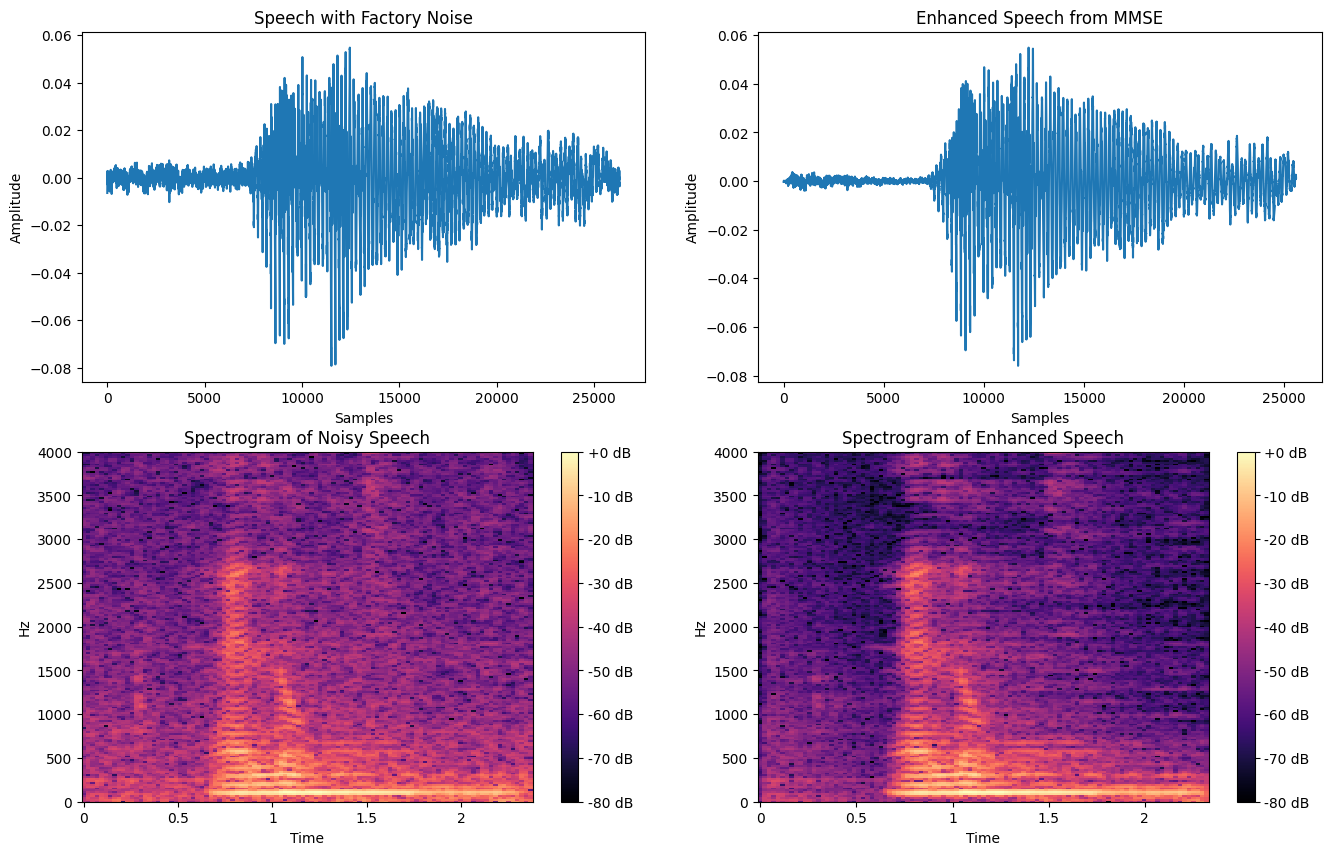 Speech with Factory Noise
0.06
0.04
0.02
0.00
−0.02
−0.04
−0.06
−0.08
Amplitude
0 5000 10000 15000 20000 25000
Samples
Enhanced Speech from MMSE
0.06
0.04
0.02
0.00
−0.02
−0.04
−0.06
−0.08
Amplitude
0 5000 10000 15000 20000 25000
Samples
Spectrogram of Noisy Speech
4000
3500
3000
2500
2000
1500
1000
500
0
Hz
0 0.5 1 1.5 2
Time
+0 dB
-10 dB
-20 dB
-30 dB
-40 dB
-50 dB
-60 dB
-70 dB
-80 dB
Spectrogram of Enhanced Speech
4000
3500
3000
2500
2000
1500
1000
500
0
Hz
0 0.5 1 1.5 2
Time
+0 dB
-10 dB
-20 dB
-30 dB
-40 dB
-50 dB
-60 dB
-70 dB
-80 dB